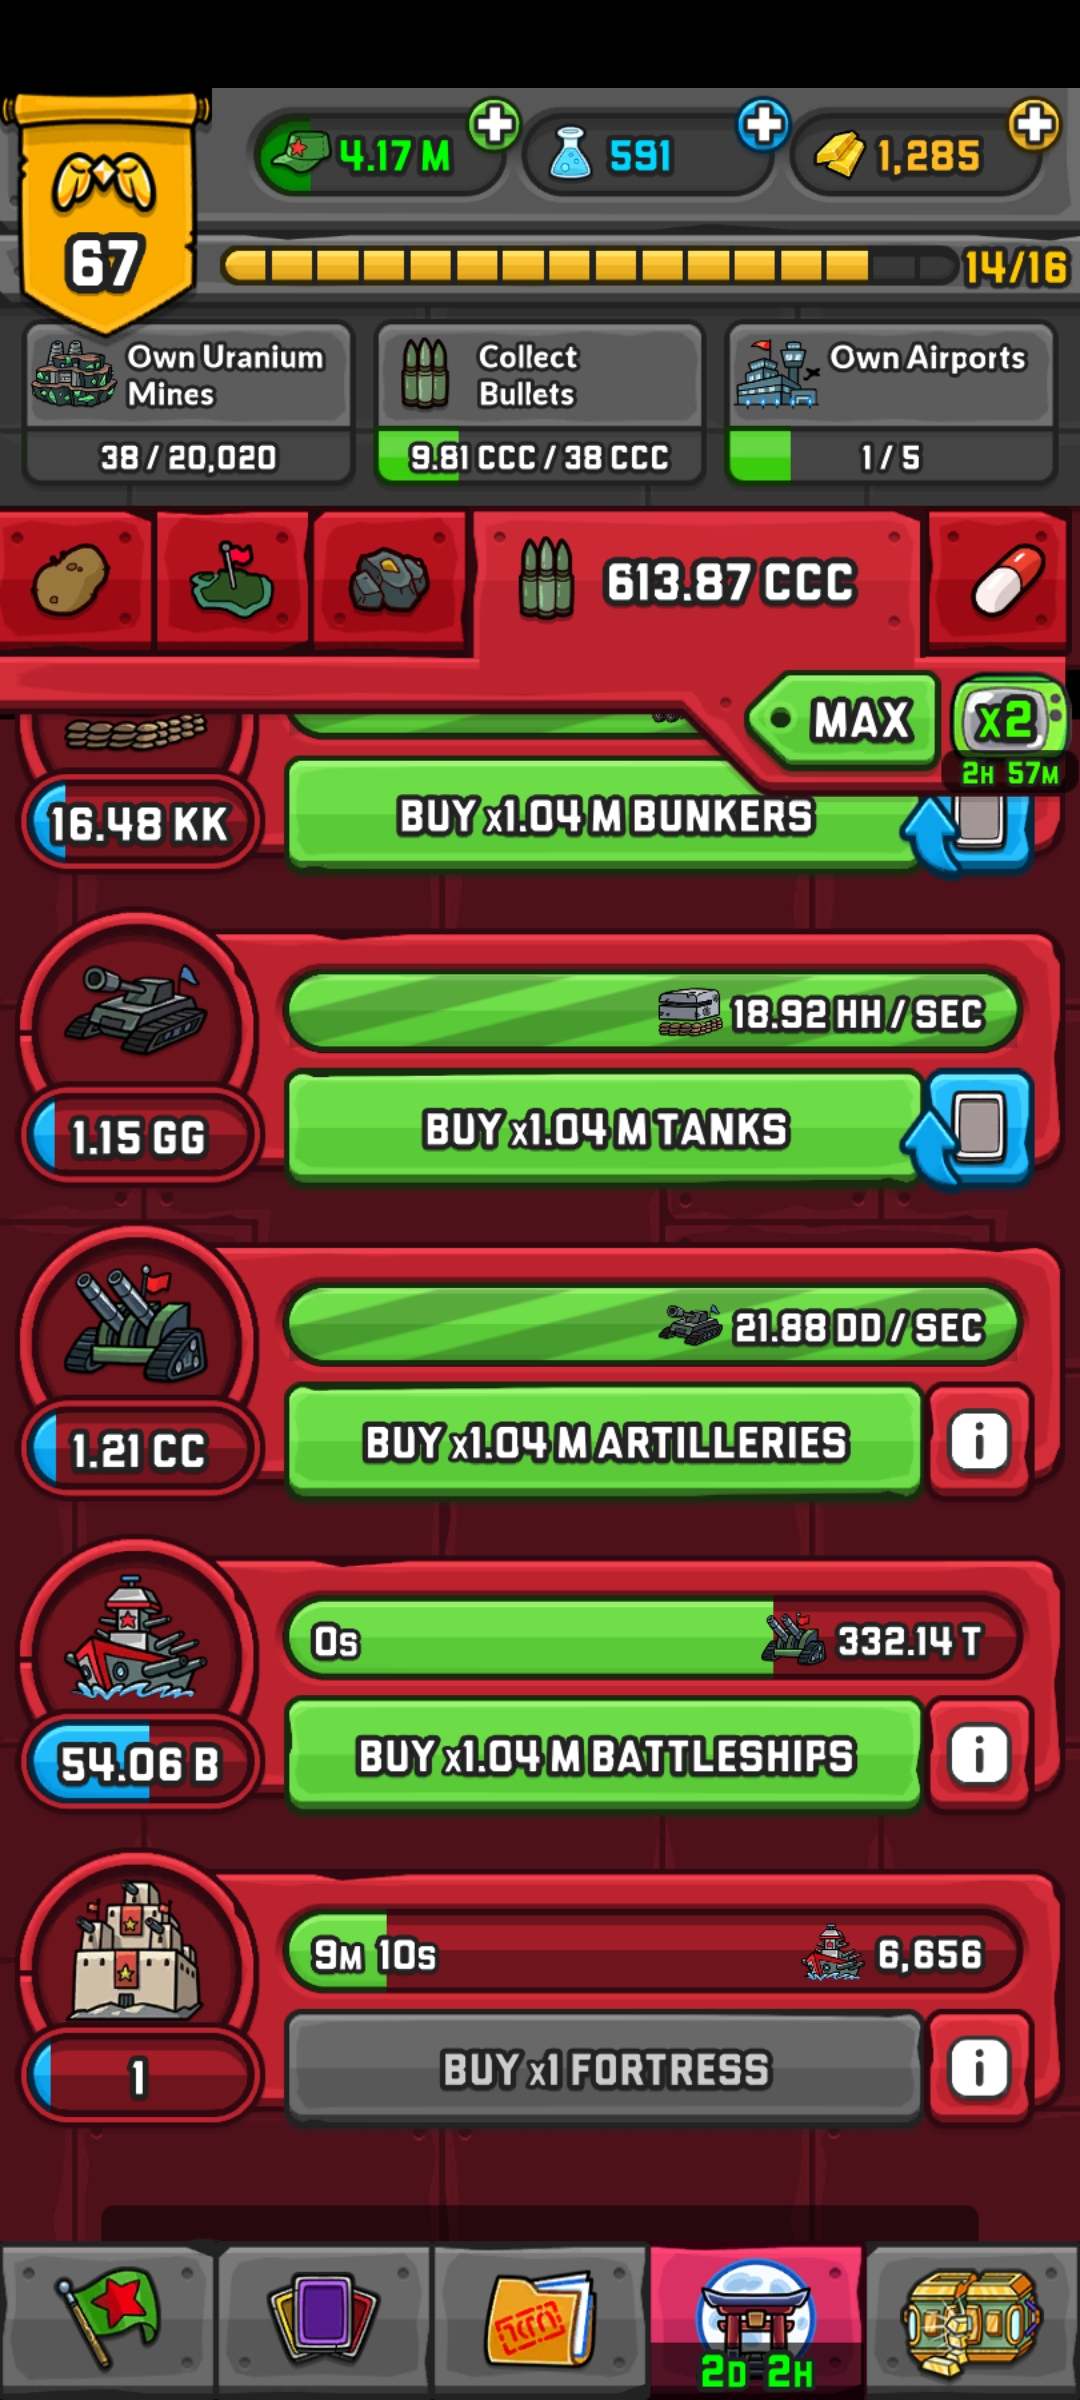 4.17 M
591
1,285
67
14/16
Own Uranium
Mines
38 / 20,020
Collect
Bullets
9.81 CCC / 38 CCC
Own Airports
1 / 5
613.87 CCC
MAX
x2
2H 57M
16.48 KK
BUY x1.04 M BUNKERS
18.92 HH / SEC
1.15 GG
BUY x1.04 M TANKS
21.88 DD / SEC
1.21 CC
BUY x1.04 M ARTILLERIES
0s
332.14 T
54.06 B
BUY x1.04 M BATTLESHIPS
9M 10s
6,656
1
BUY x1 FORTRESS
2D 2H